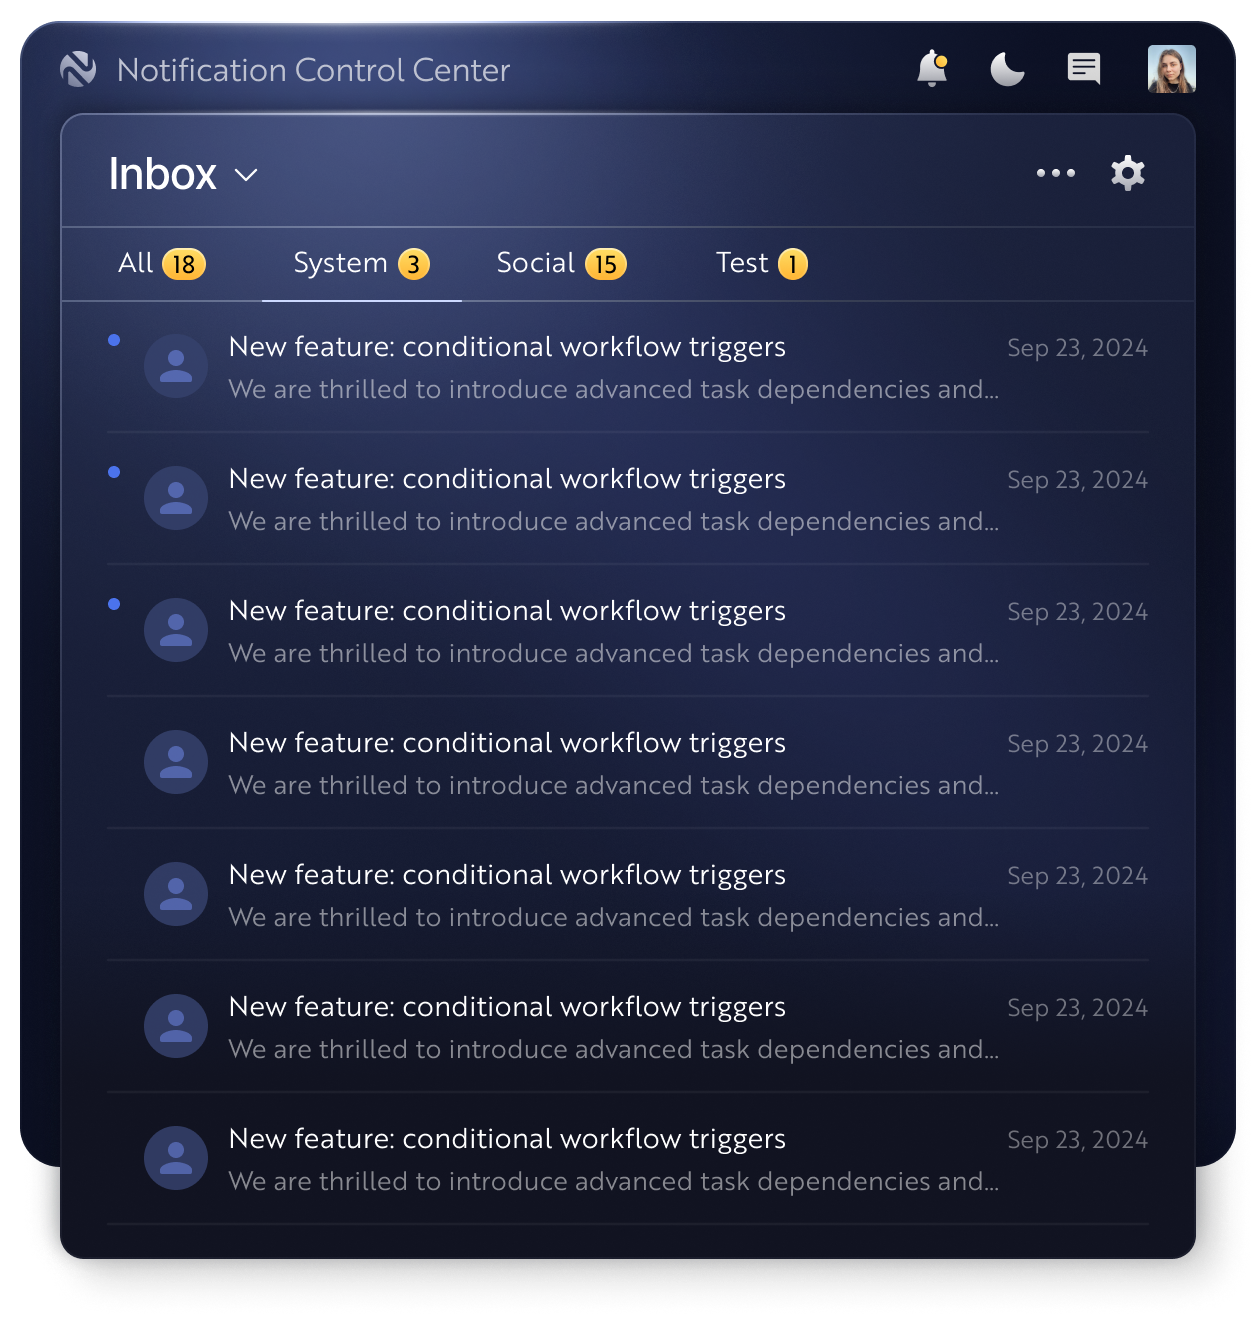 Notification Control Center
Inbox
All 18 System 3 Social 15 Test 1
New feature: conditional workflow triggers Sep 23, 2024
We are thrilled to introduce advanced task dependencies and...
New feature: conditional workflow triggers Sep 23, 2024
We are thrilled to introduce advanced task dependencies and...
New feature: conditional workflow triggers Sep 23, 2024
We are thrilled to introduce advanced task dependencies and...
New feature: conditional workflow triggers Sep 23, 2024
We are thrilled to introduce advanced task dependencies and...
New feature: conditional workflow triggers Sep 23, 2024
We are thrilled to introduce advanced task dependencies and...
New feature: conditional workflow triggers Sep 23, 2024
We are thrilled to introduce advanced task dependencies and...
New feature: conditional workflow triggers Sep 23, 2024
We are thrilled to introduce advanced task dependencies and...